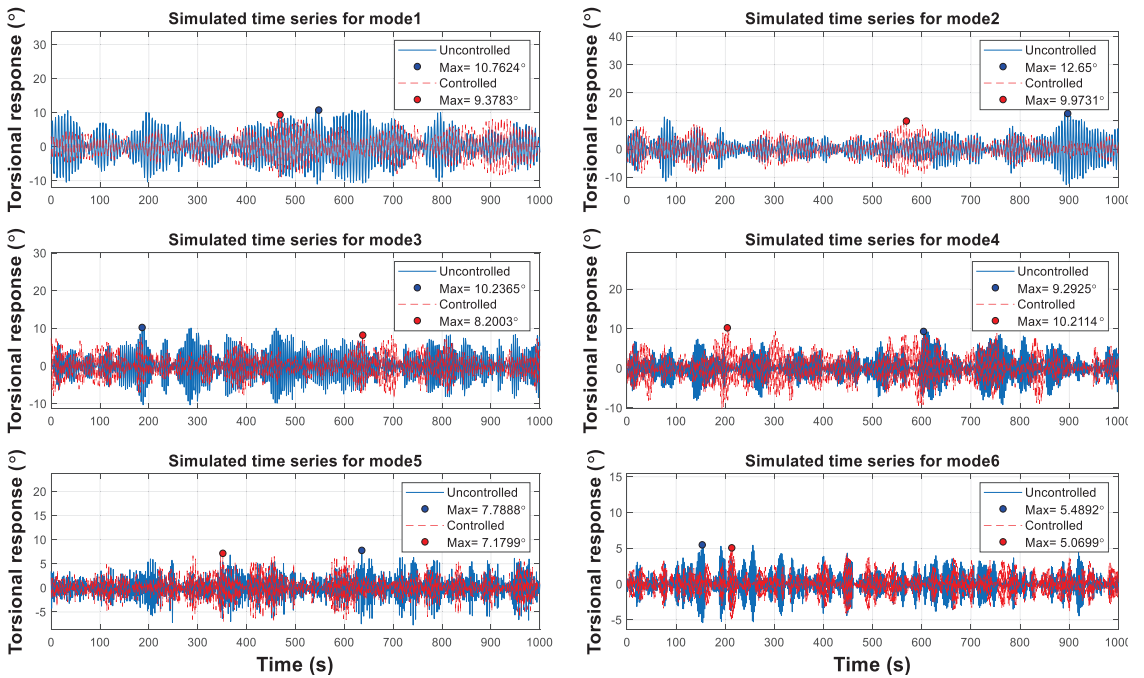 Simulated time series for mode1
Torsional response (°)
30
20
10
0
10
0 100 200 300 400 500 600 700 800 900 1000
Uncontrolled
Max= 10.7624°
Controlled
Max= 9.3783°
Simulated time series for mode2
Torsional response (°)
40
30
20
10
0
-10
0 100 200 300 400 500 600 700 800 900 1000
Uncontrolled
Max= 12.65°
Controlled
Max= 9.9731°
Simulated time series for mode3
Torsional response (°)
30
20
10
0
-10
0 100 200 300 400 500 600 700 800 900 1000
Uncontrolled
Max= 10.2365°
Controlled
Max= 8.2003°
Simulated time series for mode4
Torsional response (°)
20
10
0
10
0 100 200 300 400 500 600 700 800 900 1000
Uncontrolled
Max= 9.2925°
Controlled
Max= 10.2114°
Simulated time series for mode5
Torsional response (°)
20
15
10
5
0
-5
0 100 200 300 400 500 600 700 800 900 1000
Uncontrolled
Max= 7.7888°
Controlled
Max= 7.1799°
Time (s)
Simulated time series for mode6
Torsional response (°)
15
10
5
0
-5
0 100 200 300 400 500 600 700 800 900 1000
Uncontrolled
Max= 5.4892°
Controlled
Max= 5.0699°
Time (s)